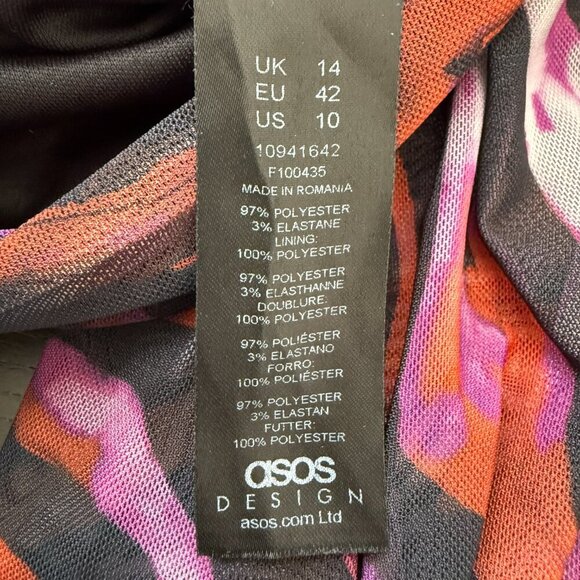 UK 14
EU 42
US 10
10941642
F100435
MADE IN ROMANIA
97% POLYESTER
3% ELASTANE
LINING:
100% POLYESTER
97% POLYESTER
3% ELASTHANNE
DOUBLURE:
100% POLYESTER
97% POLIÉSTER
3% ELASTANO
FORRO:
100% POLIÉSTER
97% POLYESTER
3% ELASTAN
FUTTER:
100% POLYESTER
asos
DESIGN
asos.com Ltd